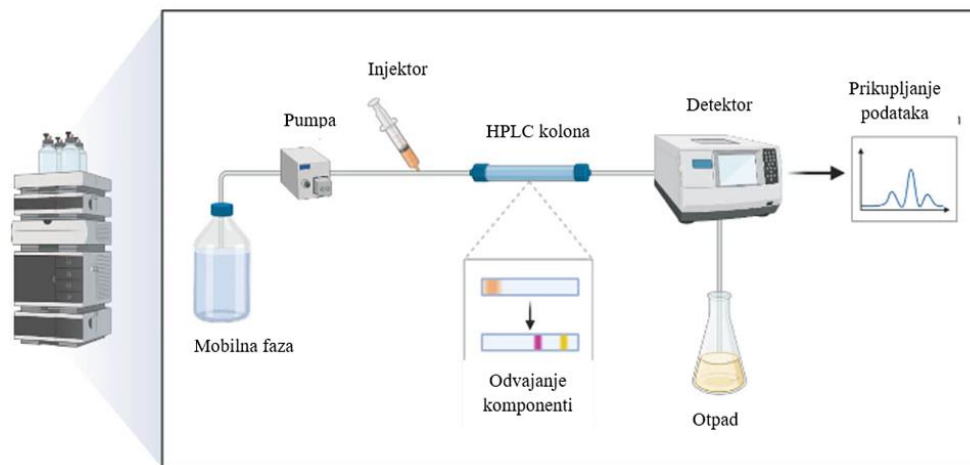 Injektor
Pumpa
HPLC kolona
Detektor
Prikupljanje
podataka
Mobilna faza
Odvajanje
komponenti
Otpad